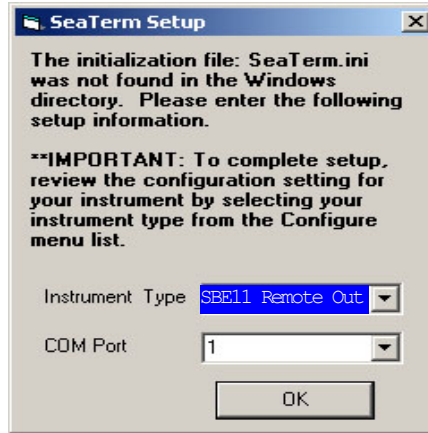 SeaTerm Setup
The initialization file: SeaTerm.ini
was not found in the Windows
directory. Please enter the following
setup information.
**IMPORTANT: To complete setup,
review the configuration setting for
your instrument by selecting your
instrument type from the Configure
menu list.
Instrument Type SBE11 Remote Out
COM Port 1
OK